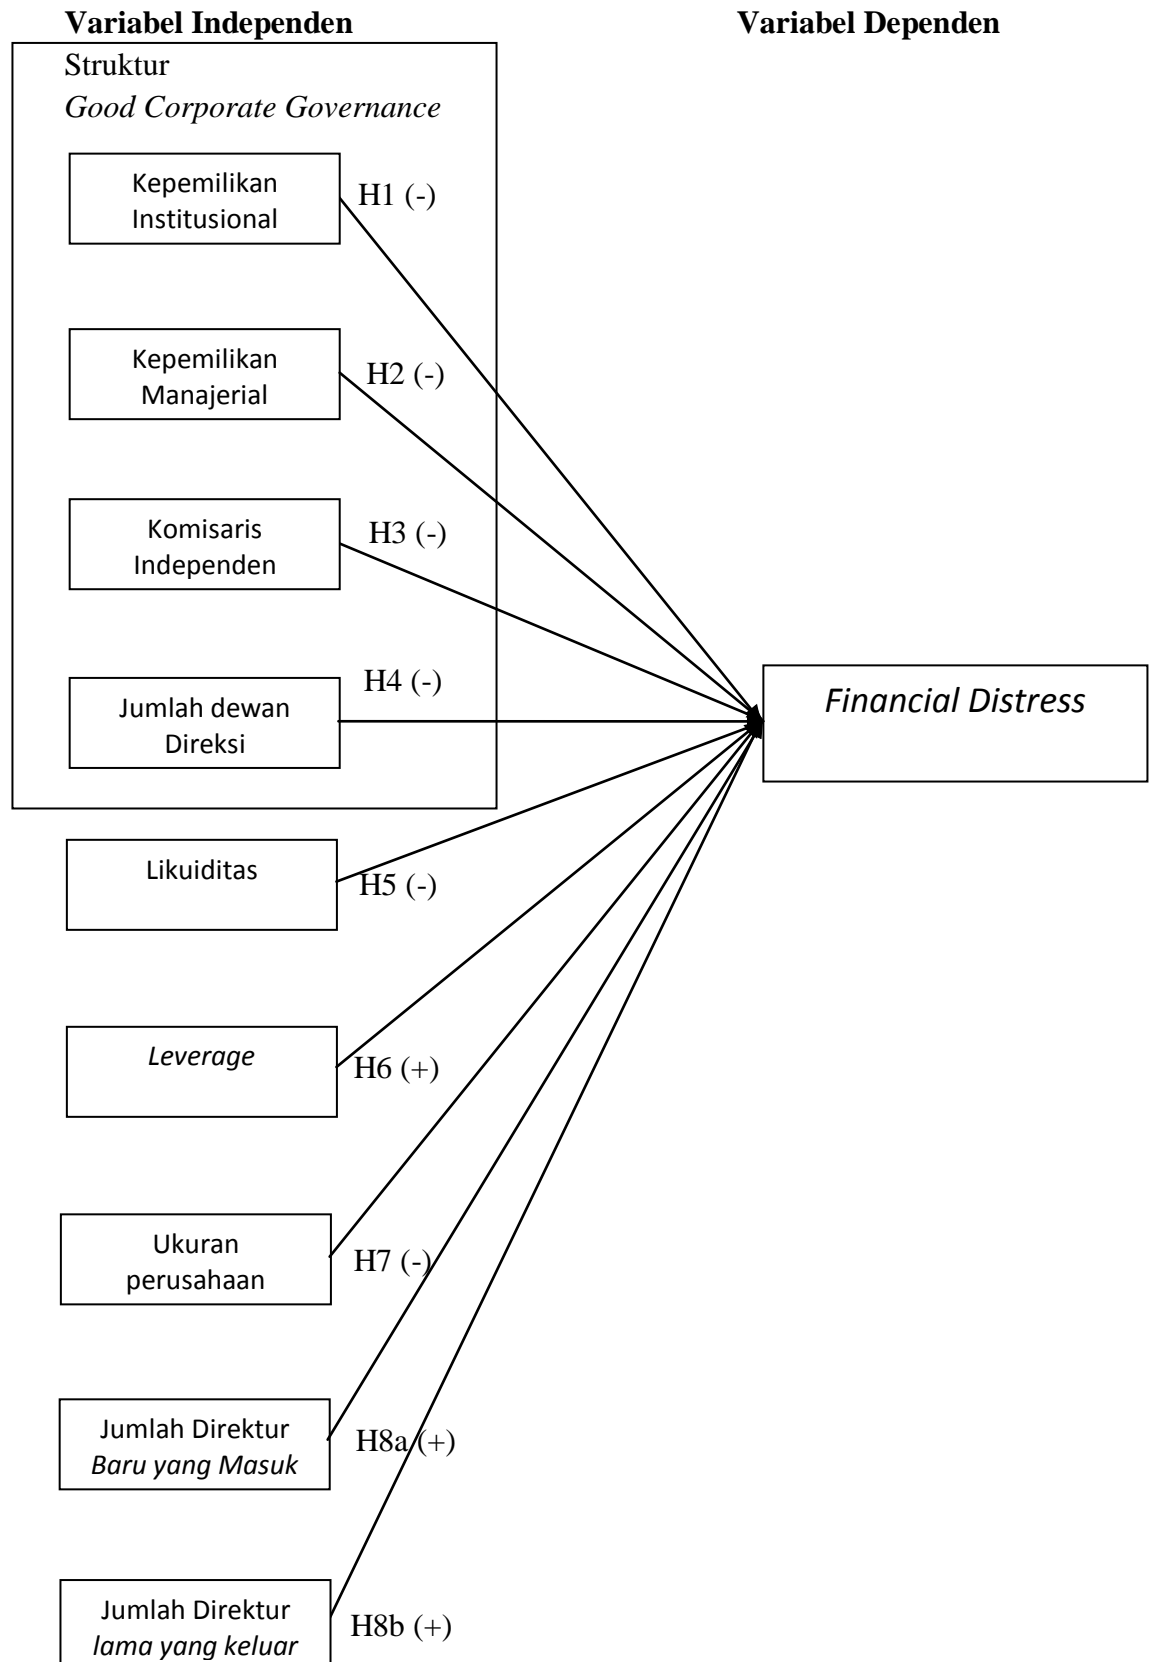 Variabel Independen
Variabel Dependen
Struktur
Good Corporate Governance
Kepemilikan
Institusional
H1 (-)
Kepemilikan
Manajerial
H2 (-)
Komisaris
Independen
H3 (-)
Jumlah dewan
Direksi
H4 (-)
Financial Distress
Likuiditas
H5 (-)
Leverage
H6 (+)
Ukuran
perusahaan
H7 (-)
Jumlah Direktur
Baru yang Masuk
H8a (+)
Jumlah Direktur
lama yang keluar
H8b (+)